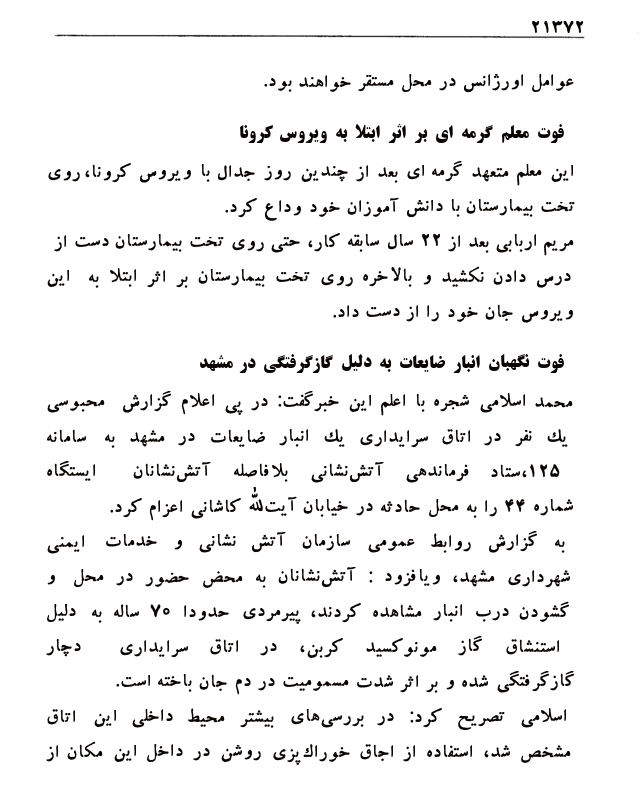 ۲۱۳۷۲
عوامل اورژانس در محل مستقر خواهند بود.
فوت معلم گرمه ای بر اثر ابتلا به ویروس کرونا
این معلم متعهد گرمه ای بعد از چندین روز جدال با ویروس کرونا،روی
تخت بیمارستان با دانش آموزان خود وداع کرد.
مریم اربابی بعد از ۲۲ سال سابقه کار، حتی روی تخت بیمارستان دست از
درس دادن نکشید و بالاخره روی تخت بیمارستان بر اثر ابتلا به این
ویروس جان خود را از دست داد.
فوت نگهبان انبار ضایعات به دلیل گازگرفتگی در مشهد
محمد اسلامی شجره با اعلم این خبرگفت: در پی اعلام گزارش محبوسی
یك نفر در اتاق سرایداری یك انبار ضایعات در مشهد به سامانه
۱۲۵،ستاد فرماندهی آتش‌نشانی بلافاصله آتش‌نشانان ایستگاه
شماره ۴۴ را به محل حادثه در خیابان آیت‌الله کاشانی اعزام کرد.
به گزارش روابط عمومی سازمان آتش نشانی و خدمات ایمنی
شهرداری مشهد، ویافزود : آتش‌نشانان به محض حضور در محل و
گشودن درب انبار مشاهده کردند، پیرمردی حدودا ۷۰ ساله به دلیل
استنشاق گاز مونوکسید کربن، در اتاق سرایداری دچار
گازگرفتگی شده و بر اثر شدت مسمومیت در دم جان باخته است.
اسلامی تصریح کرد: در بررسی‌های بیشتر محیط داخلی این اتاق
مشخص شد، استفاده از اجاق خوراك‌پزی روشن در داخل این مکان از